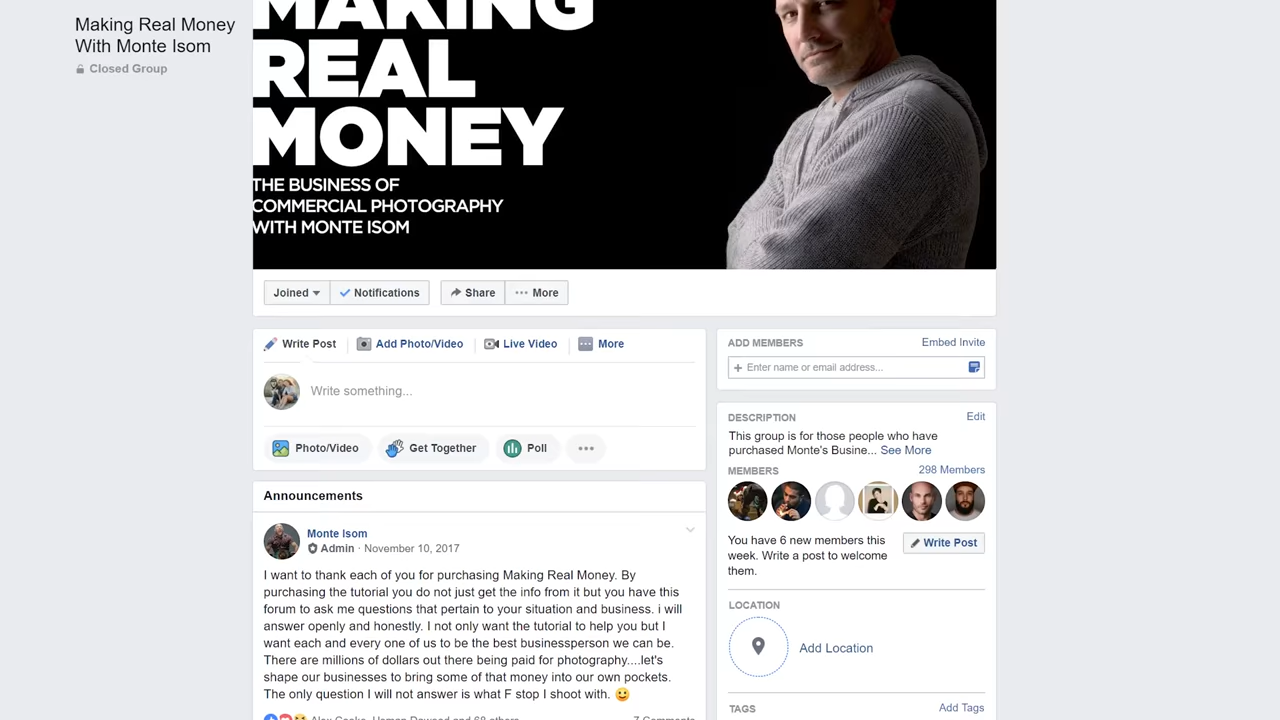 Making Real Money
With Monte Isom
Closed Group
MAKING
REAL
MONEY
THE BUSINESS OF
COMMERCIAL PHOTOGRAPHY
WITH MONTE ISOM
Joined Notifications Share ··· More
Write Post Add Photo/Video Live Video More
Write something...
Photo/Video Get Together Poll
Announcements
Monte Isom
Admin · November 10, 2017
I want to thank each of you for purchasing Making Real Money. By
purchasing the tutorial you do not just get the info from it but you have this
forum to ask me questions that pertain to your situation and business. i will
answer openly and honestly. I not only want the tutorial to help you but I
want each and every one of us to be the best businessperson we can be.
There are millions of dollars out there being paid for photography....let's
shape our businesses to bring some of that money into our own pockets.
The only question I will not answer is what F stop I shoot with. 🙂
Alex Cooke, Usman Dawood and 68 others 7 Comments
ADD MEMBERS Embed Invite
+ Enter name or email address...
DESCRIPTION Edit
This group is for those people who have
purchased Monte's Busine... See More
MEMBERS 298 Members
You have 6 new members this
week. Write a post to welcome
them.
Write Post
LOCATION
Add Location
TAGS Add Tags